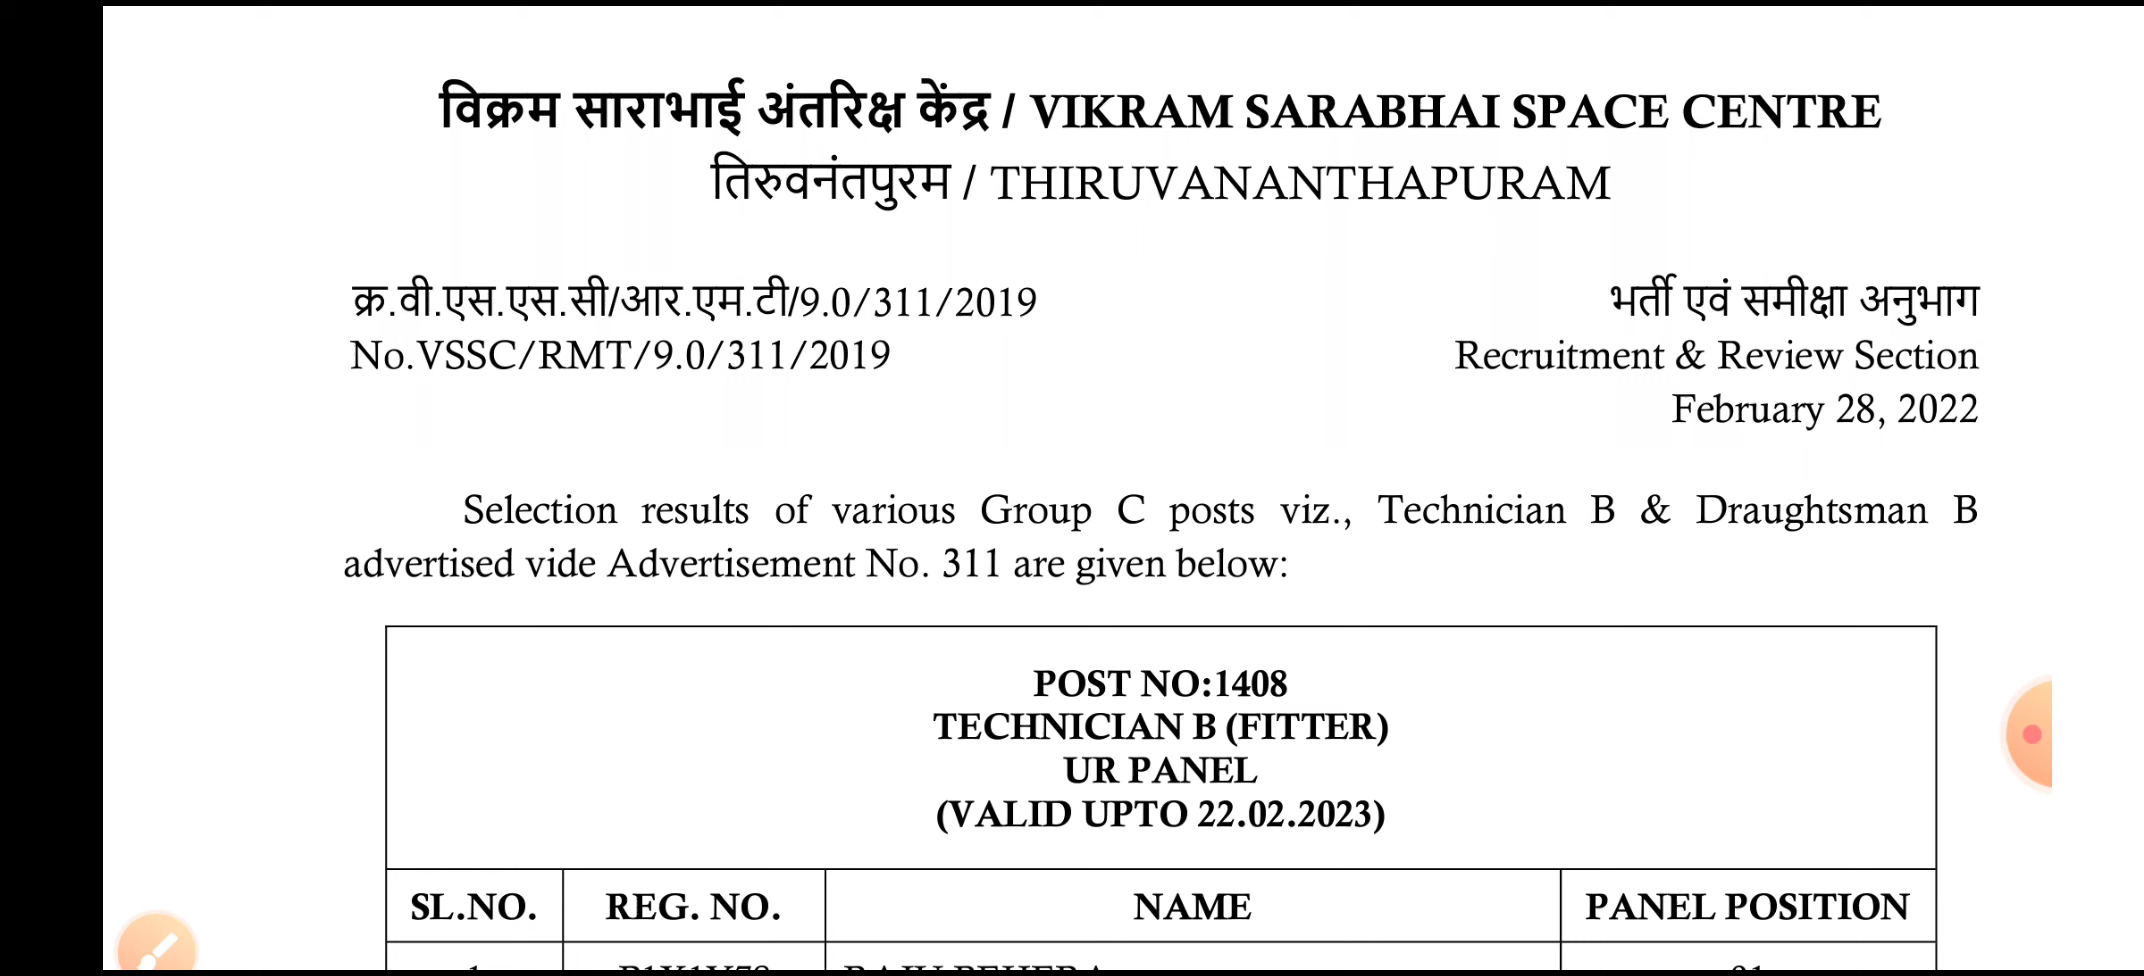 विक्रम साराभाई अंतरिक्ष केंद्र / VIKRAM SARABHAI SPACE CENTRE
तिरुवनंतपुरम / THIRUVANANTHAPURAM
क्र.वी.एस.एस.सी/आर.एम.टी/9.0/311/2019
No.VSSC/RMT/9.0/311/2019
भर्ती एवं समीक्षा अनुभाग
Recruitment & Review Section
February 28, 2022
Selection results of various Group C posts viz., Technician B & Draughtsman B
advertised vide Advertisement No. 311 are given below:
POST NO:1408
TECHNICIAN B (FITTER)
UR PANEL
(VALID UPTO 22.02.2023)
SL.NO. REG. NO. NAME PANEL POSITION